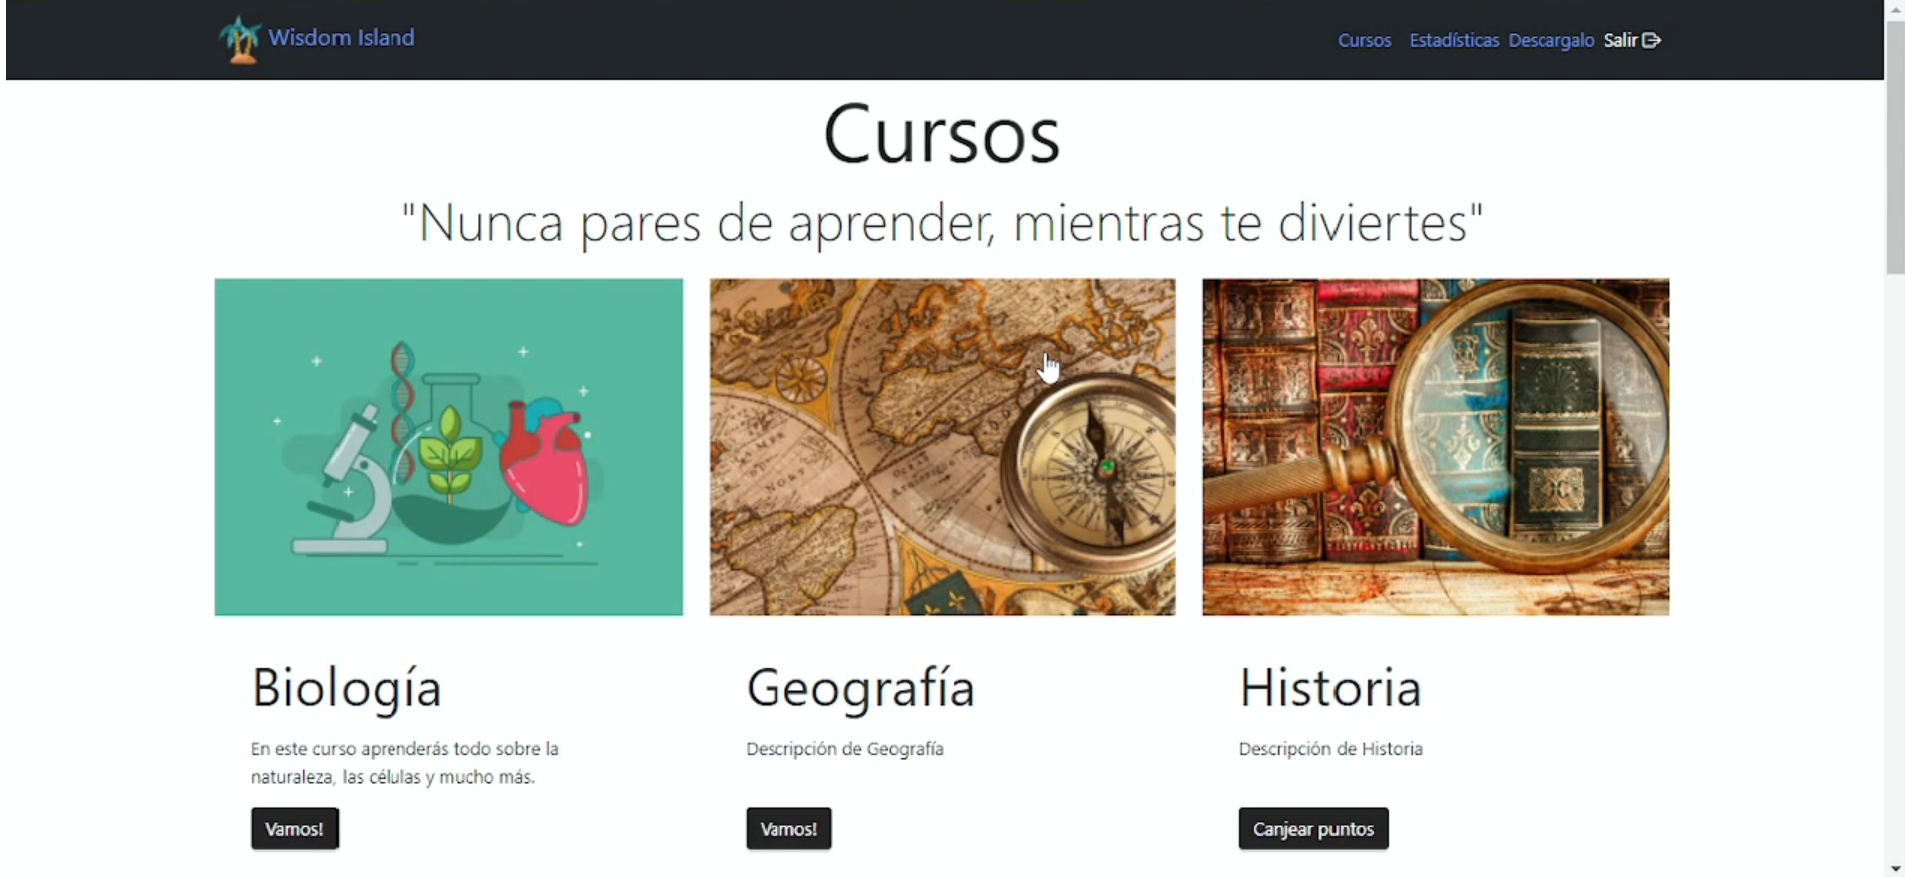 Wisdom Island
Cursos Estadísticas Descargalo Salir
Cursos
"Nunca pares de aprender, mientras te diviertes"
Biología
En este curso aprenderás todo sobre la
naturaleza, las células y mucho más.
Vamos!
Geografía
Descripción de Geografía
Vamos!
Historia
Descripción de Historia
Canjear puntos